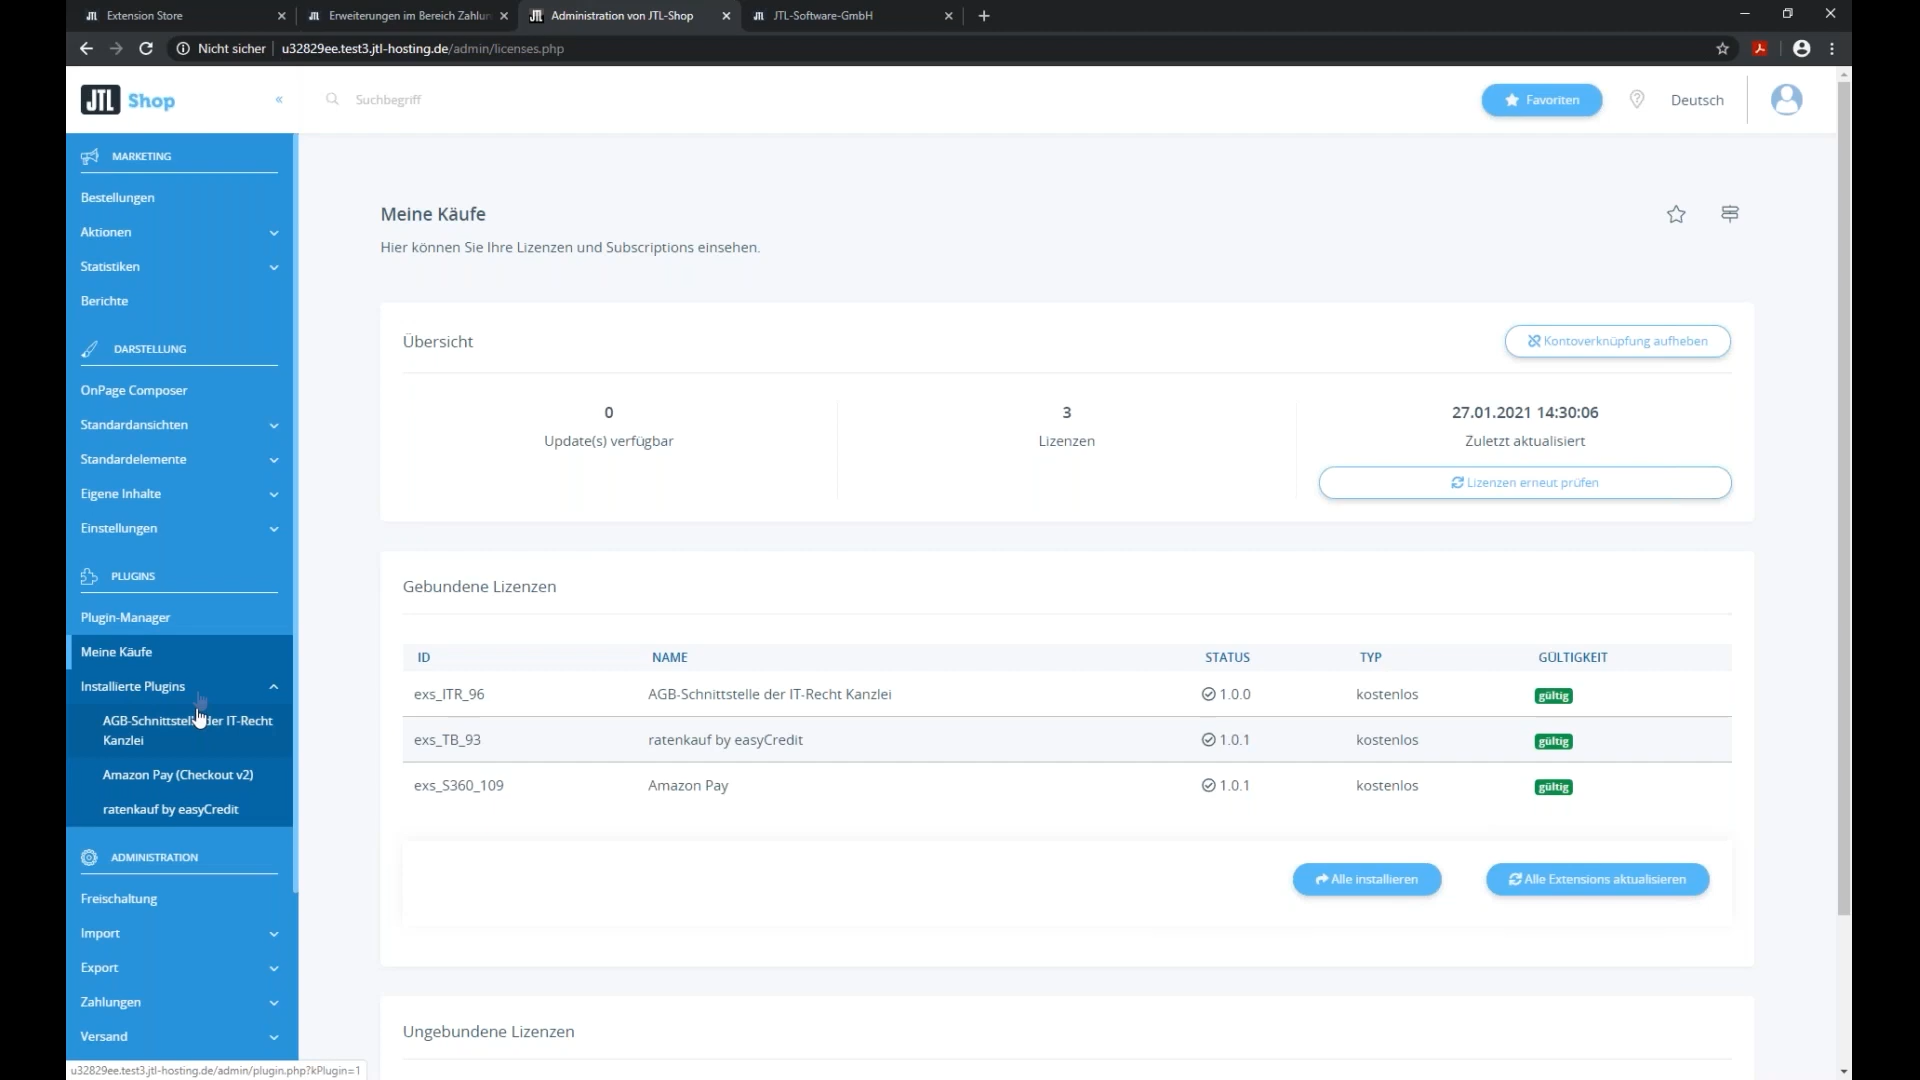 Extension Store
Erweiterungen im Bereich Zahlun
Administration von JTL-Shop
JTL-Software-GmbH
Nicht sicher
u32829ee.test3.jtl-hosting.de/admin/licenses.php
JTL Shop
«
Suchbegriff
Favoriten
Deutsch
MARKETING
Bestellungen
Aktionen
Statistiken
Berichte
DARSTELLUNG
OnPage Composer
Standardansichten
Standardelemente
Eigene Inhalte
Einstellungen
PLUGINS
Plugin-Manager
Meine Käufe
Installierte Plugins
AGB-Schnittstelle der IT-Recht
Kanzlei
Amazon Pay (Checkout v2)
ratenkauf by easyCredit
ADMINISTRATION
Freischaltung
Import
Export
Zahlungen
Versand
u32829ee.test3.jtl-hosting.de/admin/plugin.php?kPlugin=1
Meine Käufe
Hier können Sie Ihre Lizenzen und Subscriptions einsehen.
Übersicht
Kontoverknüpfung aufheben
0
Update(s) verfügbar
3
Lizenzen
27.01.2021 14:30:06
Zuletzt aktualisiert
Lizenzen erneut prüfen
Gebundene Lizenzen
ID NAME STATUS TYP GÜLTIGKEIT
exs_ITR_96 AGB-Schnittstelle der IT-Recht Kanzlei 1.0.0 kostenlos gültig
exs_TB_93 ratenkauf by easyCredit 1.0.1 kostenlos gültig
exs_S360_109 Amazon Pay 1.0.1 kostenlos gültig
Alle installieren
Alle Extensions aktualisieren
Ungebundene Lizenzen